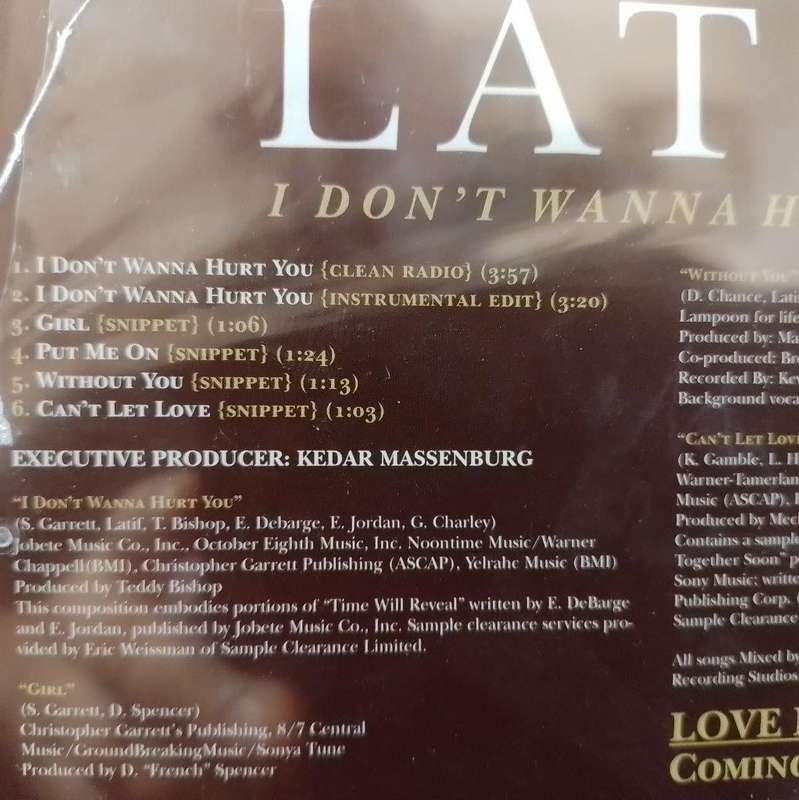 LAT
I DON'T WANNA H
1. I DON'T WANNA HURT YOU {CLEAN RADIO} (3:57)
2. I DON'T WANNA HURT YOU {INSTRUMENTAL EDIT} (3:20)
3. GIRL {SNIPPET} (1:06)
4. PUT ME ON {SNIPPET} (1:24)
5. WITHOUT YOU {SNIPPET} (1:13)
6. CAN'T LET LOVE {SNIPPET} (1:03)
EXECUTIVE PRODUCER: KEDAR MASSENBURG
"I DON'T WANNA HURT YOU"
(S. Garrett, Latif, T. Bishop, E. Debarge, E. Jordan, G. Charley)
Jobete Music Co., Inc., October Eighth Music, Inc. Noontime Music/Warner
Chappell(BMI), Christopher Garrett Publishing (ASCAP), Yelrahc Music (BMI)
Produced by Teddy Bishop
This composition embodies portions of "Time Will Reveal" written by E. DeBarge
and E. Jordan, published by Jobete Music Co., Inc. Sample clearance services pro-
vided by Eric Weissman of Sample Clearance Limited.
"GIRL"
(S. Garrett, D. Spencer)
Christopher Garrett's Publishing, 8/7 Central
Music/GroundBreakingMusic/Sonya Tune
Produced by D. "French" Spencer
"WITHOUT YOU"
(D. Chance, Lati
Lampoon for life
Produced by: Ma
Co-produced: Bro
Recorded By: Kev
Background voca
"CAN'T LET LOVE
(K. Gamble, L. H
Warner-Tamerlan
Music (ASCAP),
Produced by Mec
Contains a sample
Together Soon" p
Sony Music; writte
Publishing Corp. (
Sample Clearance
All songs Mixed by
Recording Studios
LOVE
COMING